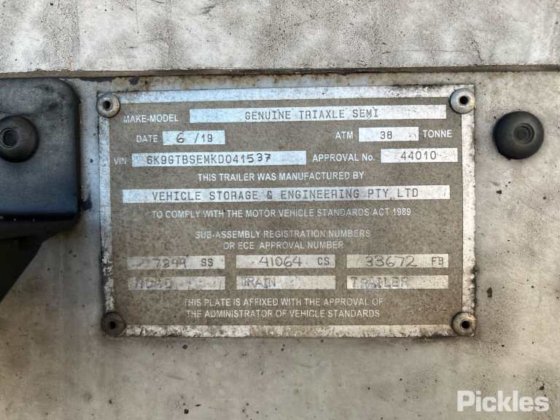 MAKE-MODEL GENUINE TRIAXLE SEMI
DATE 6/19 ATM 38 TONNE
VIN 6K9GTBSEMKD041537 APPROVAL No. 44010
THIS TRAILER WAS MANUFACTURED BY
VEHICLE STORAGE & ENGINEERING PTY LTD
TO COMPLY WITH THE MOTOR VEHICLE STANDARDS ACT 1989
SUB-ASSEMBLY REGISTRATION NUMBERS
OR ECE APPROVAL NUMBER
SS 41064 CS 33672 FB
ROAD TRAIN TRAILER
THIS PLATE IS AFFIXED WITH THE APPROVAL OF
THE ADMINISTRATOR OF VEHICLE STANDARDS
Pickles